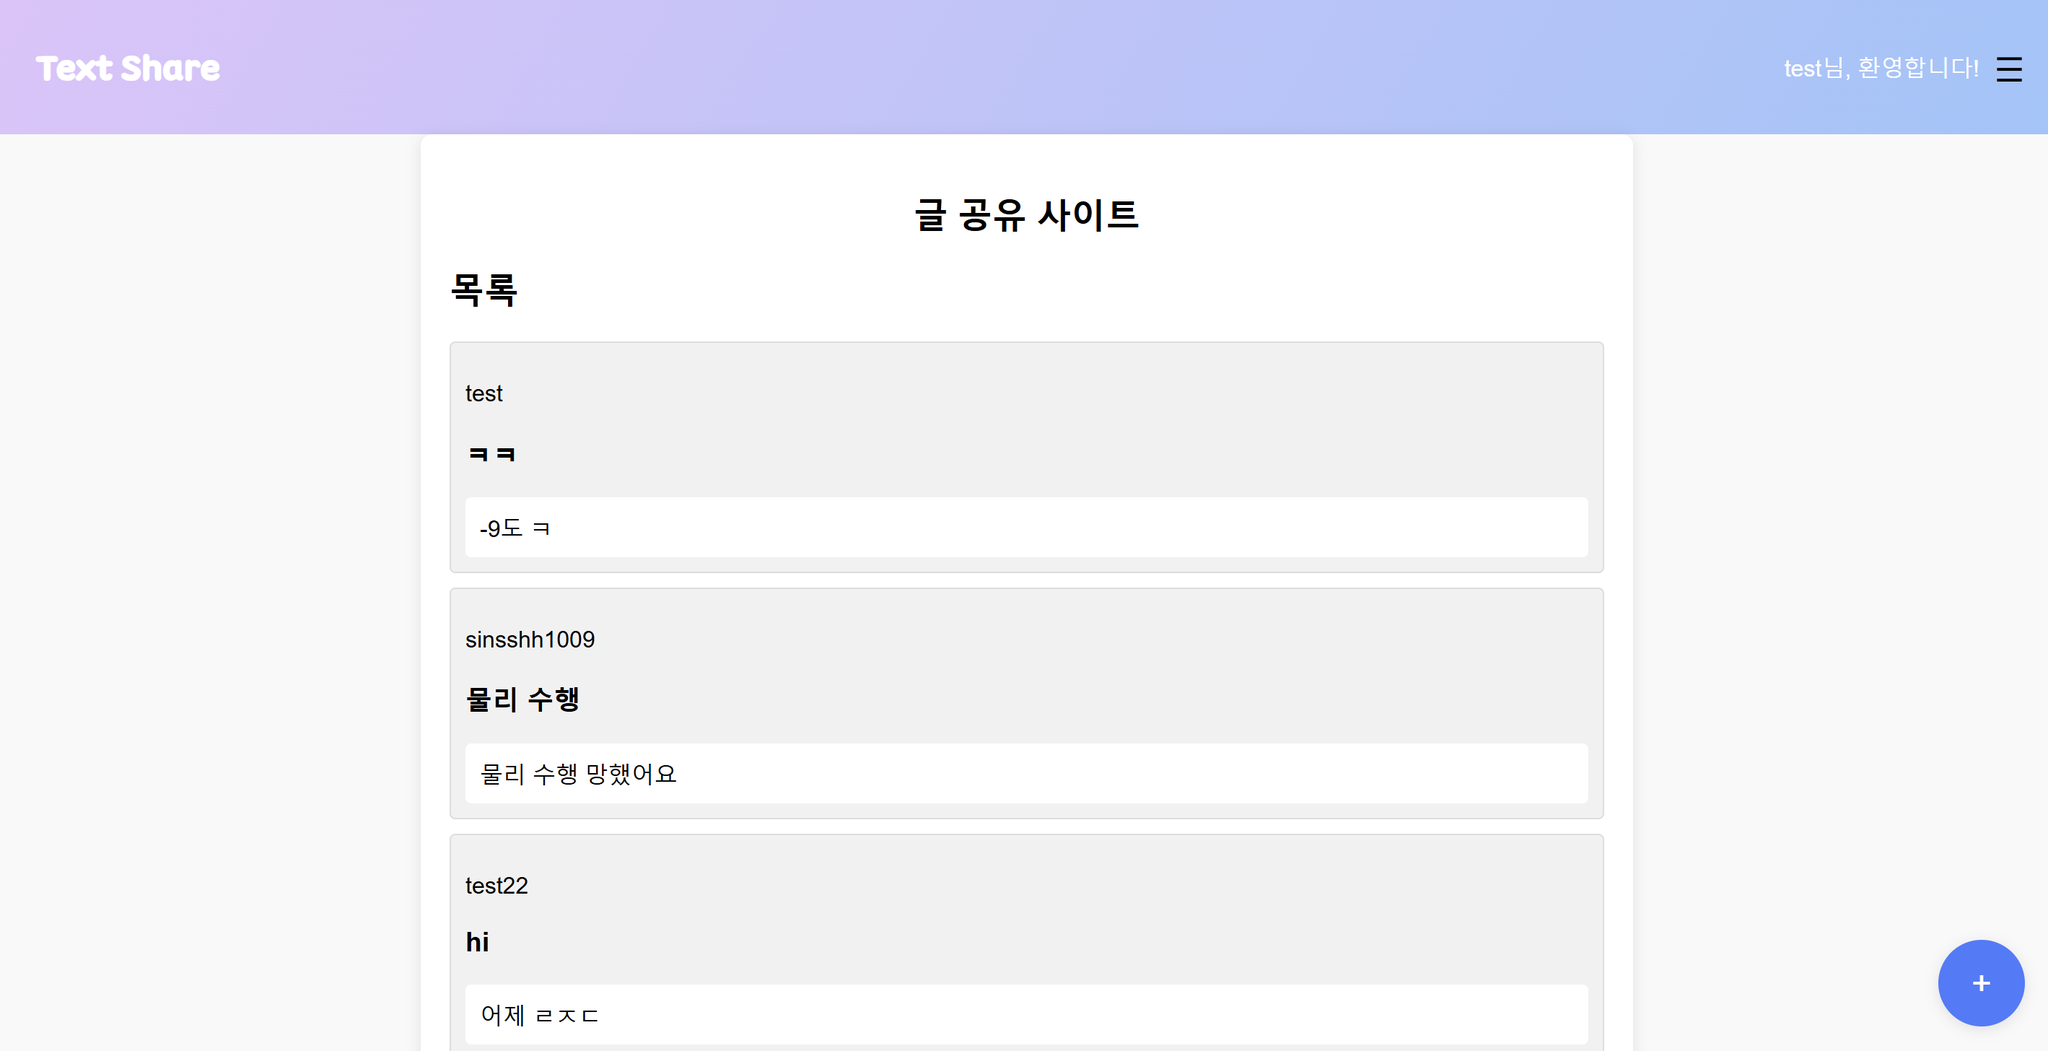 Text Share
test님, 환영합니다!
글 공유 사이트
목록
test
ㅋㅋ
-9도 ㅋ
sinsshh1009
물리 수행
물리 수행 망했어요
test22
hi
어제 ㄹㅈㄷ
+